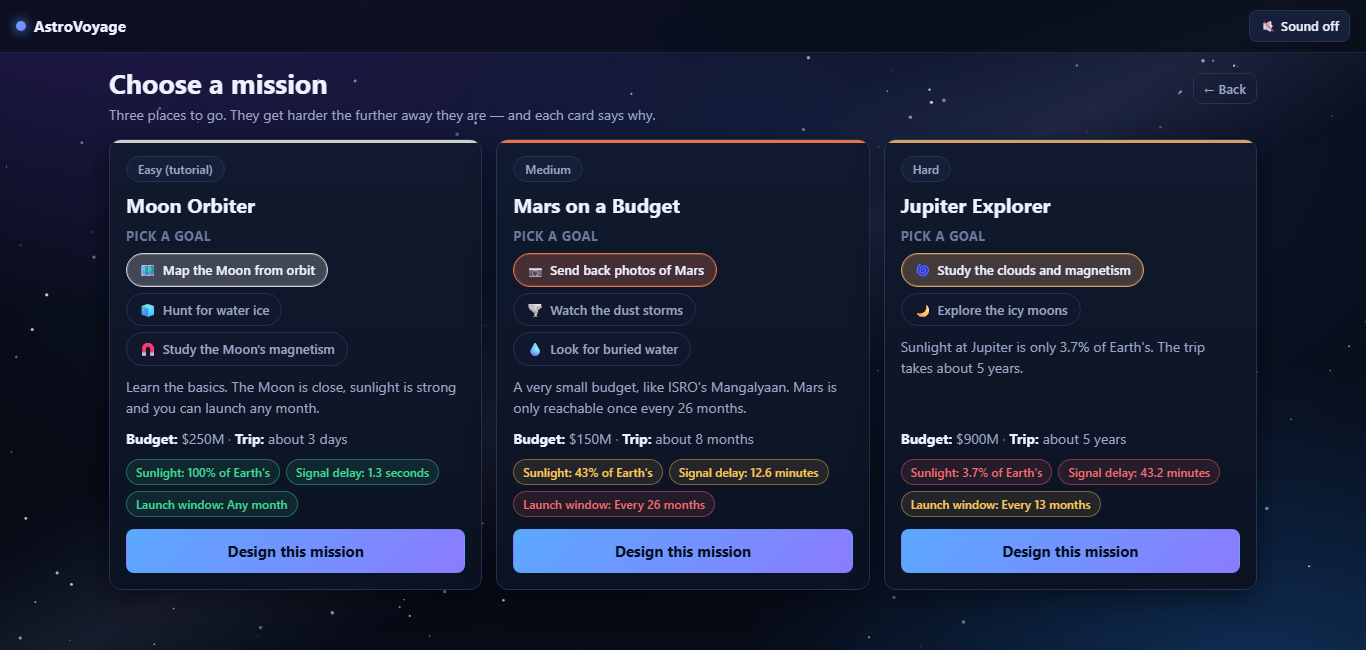 AstroVoyage
Sound off
Choose a mission
← Back
Three places to go. They get harder the further away they are — and each card says why.
Easy (tutorial)
Moon Orbiter
PICK A GOAL
Map the Moon from orbit
Hunt for water ice
Study the Moon's magnetism
Learn the basics. The Moon is close, sunlight is strong
and you can launch any month.
Budget: $250M · Trip: about 3 days
Sunlight: 100% of Earth's
Signal delay: 1.3 seconds
Launch window: Any month
Design this mission
Medium
Mars on a Budget
PICK A GOAL
Send back photos of Mars
Watch the dust storms
Look for buried water
A very small budget, like ISRO's Mangalyaan. Mars is
only reachable once every 26 months.
Budget: $150M · Trip: about 8 months
Sunlight: 43% of Earth's
Signal delay: 12.6 minutes
Launch window: Every 26 months
Design this mission
Hard
Jupiter Explorer
PICK A GOAL
Study the clouds and magnetism
Explore the icy moons
Sunlight at Jupiter is only 3.7% of Earth's. The trip
takes about 5 years.
Budget: $900M · Trip: about 5 years
Sunlight: 3.7% of Earth's
Signal delay: 43.2 minutes
Launch window: Every 13 months
Design this mission